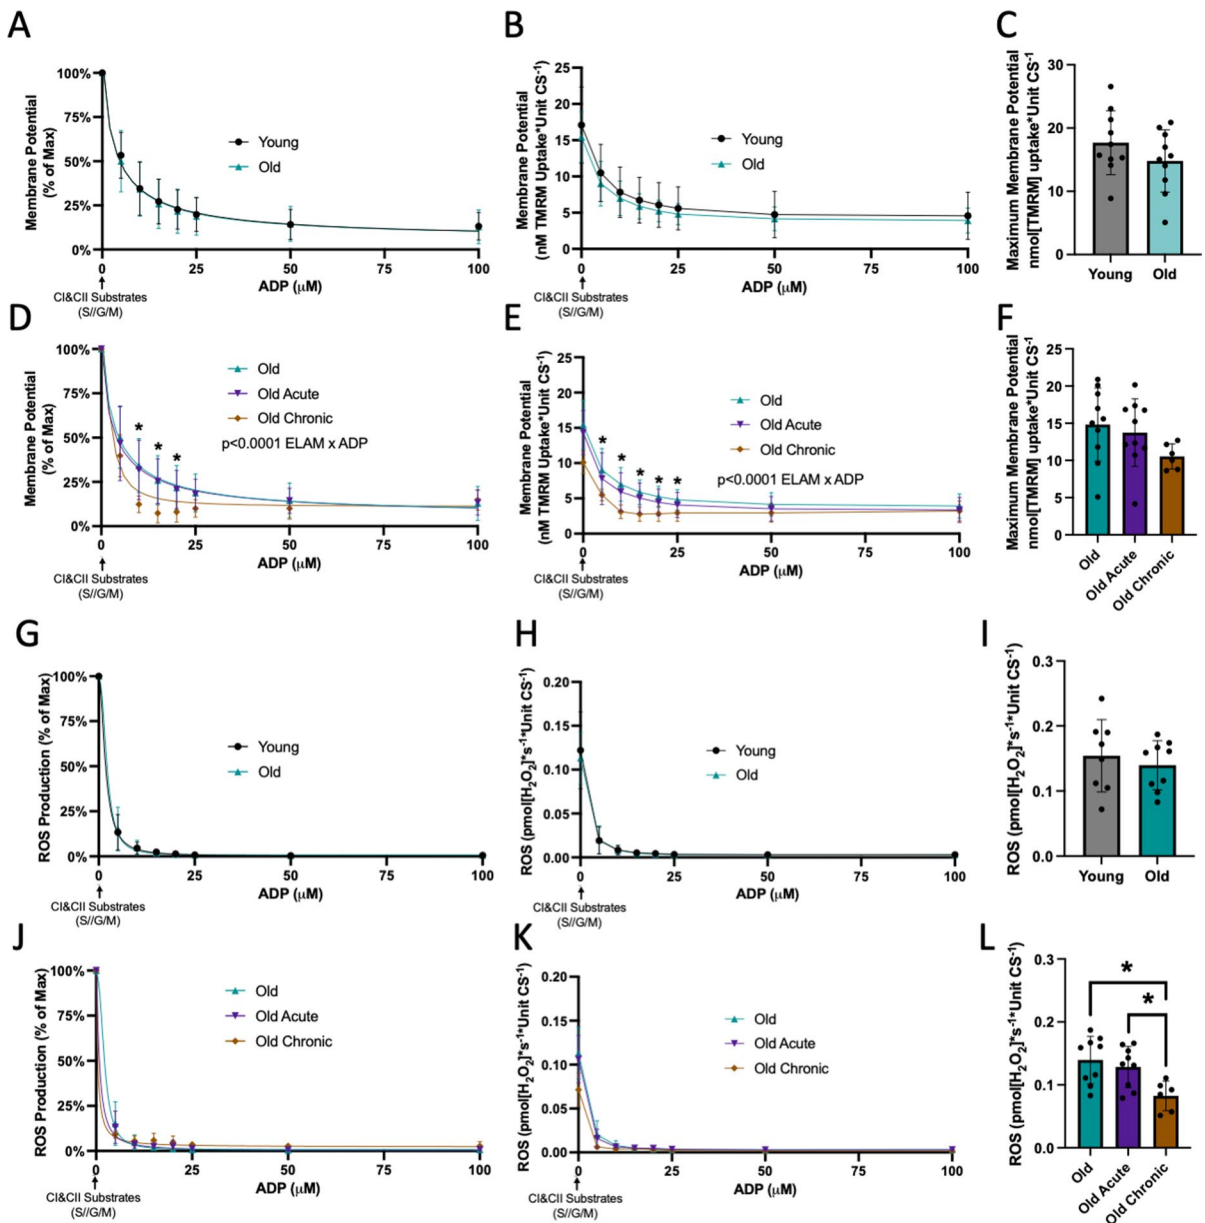 A
Membrane Potential
(% of Max)
100%
75%
50%
25%
0%
Young
Old
0
25
50
75
100
ADP (μM)
CI&CII Substrates
(S//G/M)
B
Membrane Potential
(nM TMRM Uptake*Unit CS⁻¹)
25
20
15
10
5
0
Young
Old
0
25
50
75
100
ADP (μM)
CI&CII Substrates
(S//G/M)
C
Maximum Membrane Potential
nmol[TMRM] uptake*Unit CS⁻¹
30
20
10
0
Young
Old
D
Membrane Potential
(% of Max)
100%
75%
50%
25%
0%
Old
Old Acute
Old Chronic
p<0.0001 ELAM x ADP
*
*
*
0
25
50
75
100
ADP (μM)
CI&CII Substrates
(S//G/M)
E
Membrane Potential
(nM TMRM Uptake*Unit CS⁻¹)
25
20
15
10
5
0
Old
Old Acute
Old Chronic
p<0.0001 ELAM x ADP
*
*
*
*
*
0
25
50
75
100
ADP (μM)
CI&CII Substrates
(S//G/M)
F
Maximum Membrane Potential
nmol[TMRM] uptake*Unit CS⁻¹
25
20
15
10
5
0
Old
Old Acute
Old Chronic
G
ROS Production (% of Max)
100%
75%
50%
25%
0%
Young
Old
0
25
50
75
100
ADP (μM)
CI&CII Substrates
(S//G/M)
H
ROS (pmol[H₂O₂]*s⁻¹*Unit CS⁻¹)
0.20
0.15
0.10
0.05
0.00
Young
Old
0
25
50
75
100
ADP (μM)
CI&CII Substrates
(S//G/M)
I
ROS (pmol[H₂O₂]*s⁻¹*Unit CS⁻¹)
0.3
0.2
0.1
0.0
Young
Old
J
ROS Production (% of Max)
100%
75%
50%
25%
0%
Old
Old Acute
Old Chronic
0
25
50
75
100
ADP (μM)
CI&CII Substrates
(S//G/M)
K
ROS (pmol[H₂O₂]*s⁻¹*Unit CS⁻¹)
0.20
0.15
0.10
0.05
0.00
Old
Old Acute
Old Chronic
0
25
50
75
100
ADP (μM)
CI&CII Substrates
(S//G/M)
L
ROS (pmol[H₂O₂]*s⁻¹*Unit CS⁻¹)
0.3
0.2
0.1
0.0
*
*
Old
Old Acute
Old Chronic